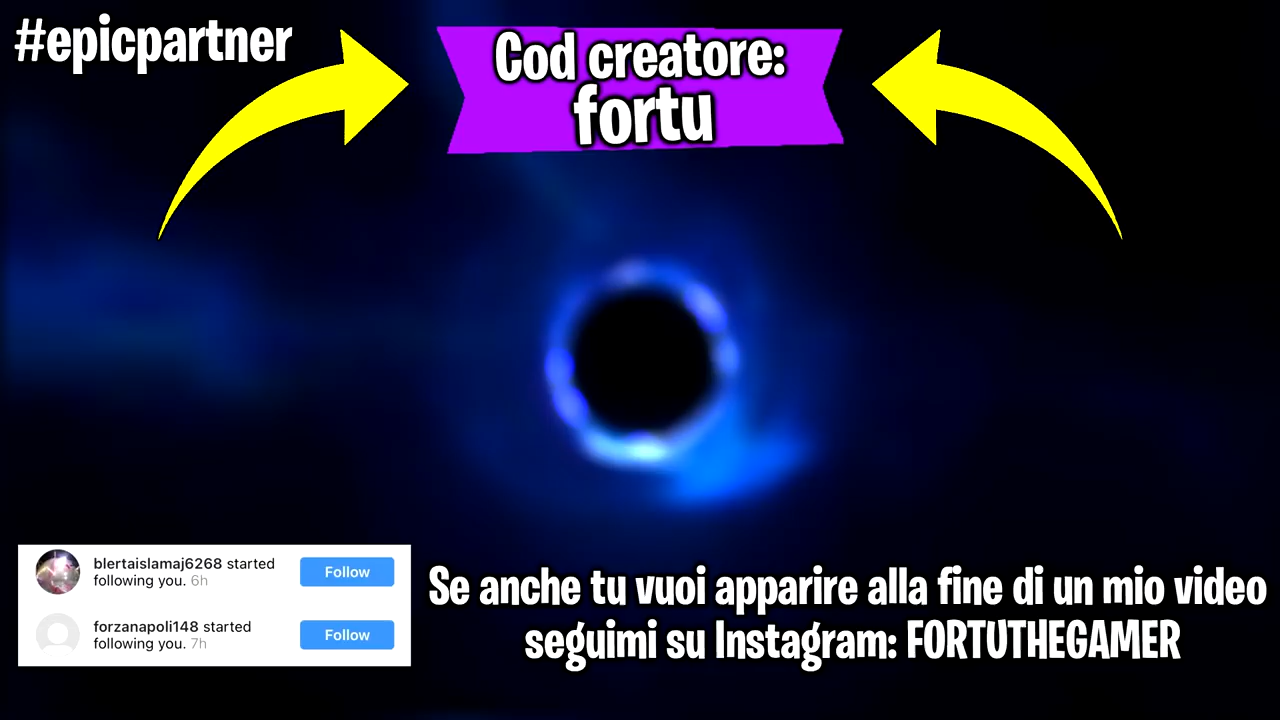 #epicpartner
Cod creatore:
fortu
blertaislamaj6268 started
following you. 6h
Follow
forzanapoli148 started
following you. 7h
Follow
Se anche tu vuoi apparire alla fine di un mio video
seguimi su Instagram: FORTUTHEGAMER